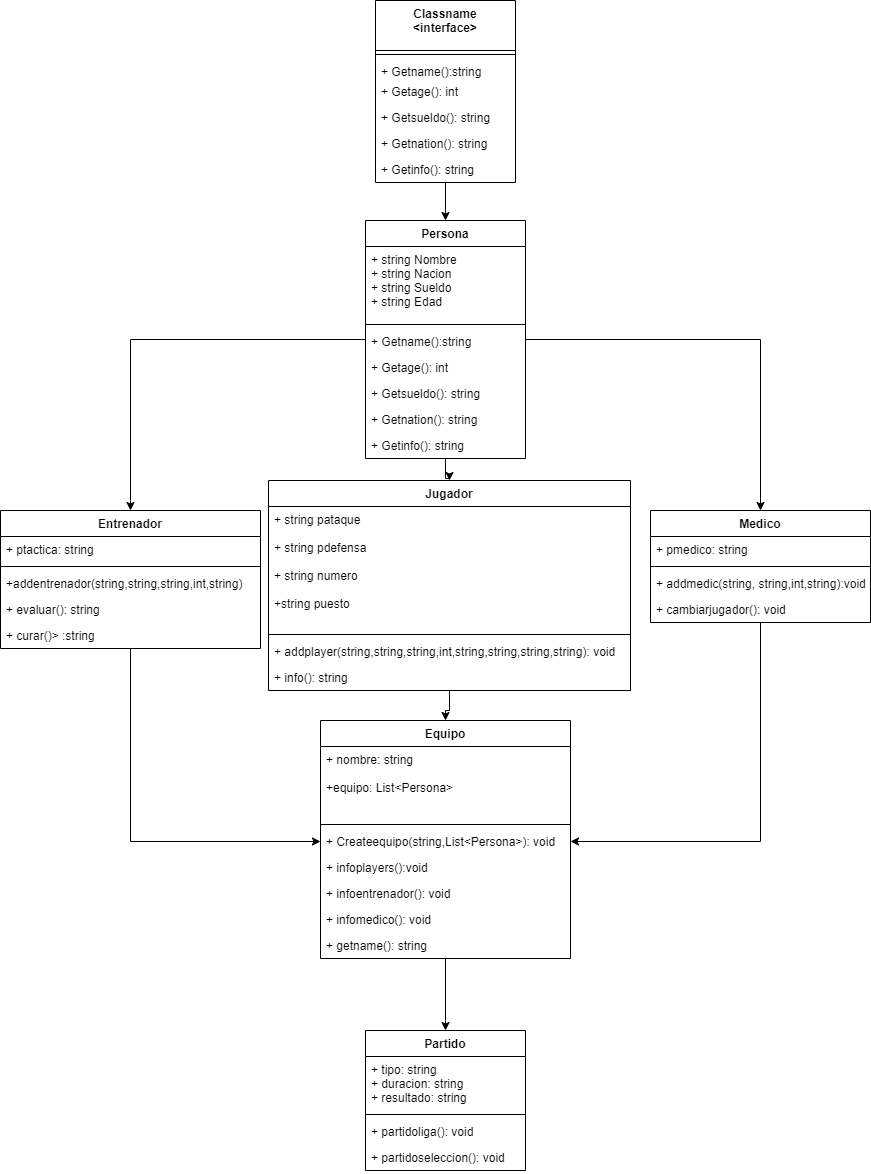 Classname
<interface>
+ Getname():string
+ Getage(): int
+ Getsueldo(): string
+ Getnation(): string
+ Getinfo(): string
Persona
+ string Nombre
+ string Nacion
+ string Sueldo
+ string Edad
+ Getname():string
+ Getage(): int
+ Getsueldo(): string
+ Getnation(): string
+ Getinfo(): string
Entrenador
+ ptactica: string
+addentrenador(string,string,string,int,string)
+ evaluar(): string
+ curar()> :string
Jugador
+ string pataque
+ string pdefensa
+ string numero
+string puesto
+ addplayer(string,string,string,int,string,string,string,string): void
+ info(): string
Medico
+ pmedico: string
+ addmedic(string, string,int,string):void
+ cambiarjugador(): void
Equipo
+ nombre: string
+equipo: List<Persona>
+ Createequipo(string,List<Persona>): void
+ infoplayers():void
+ infoentrenador(): void
+ infomedico(): void
+ getname(): string
Partido
+ tipo: string
+ duracion: string
+ resultado: string
+ partidoliga(): void
+ partidoseleccion(): void